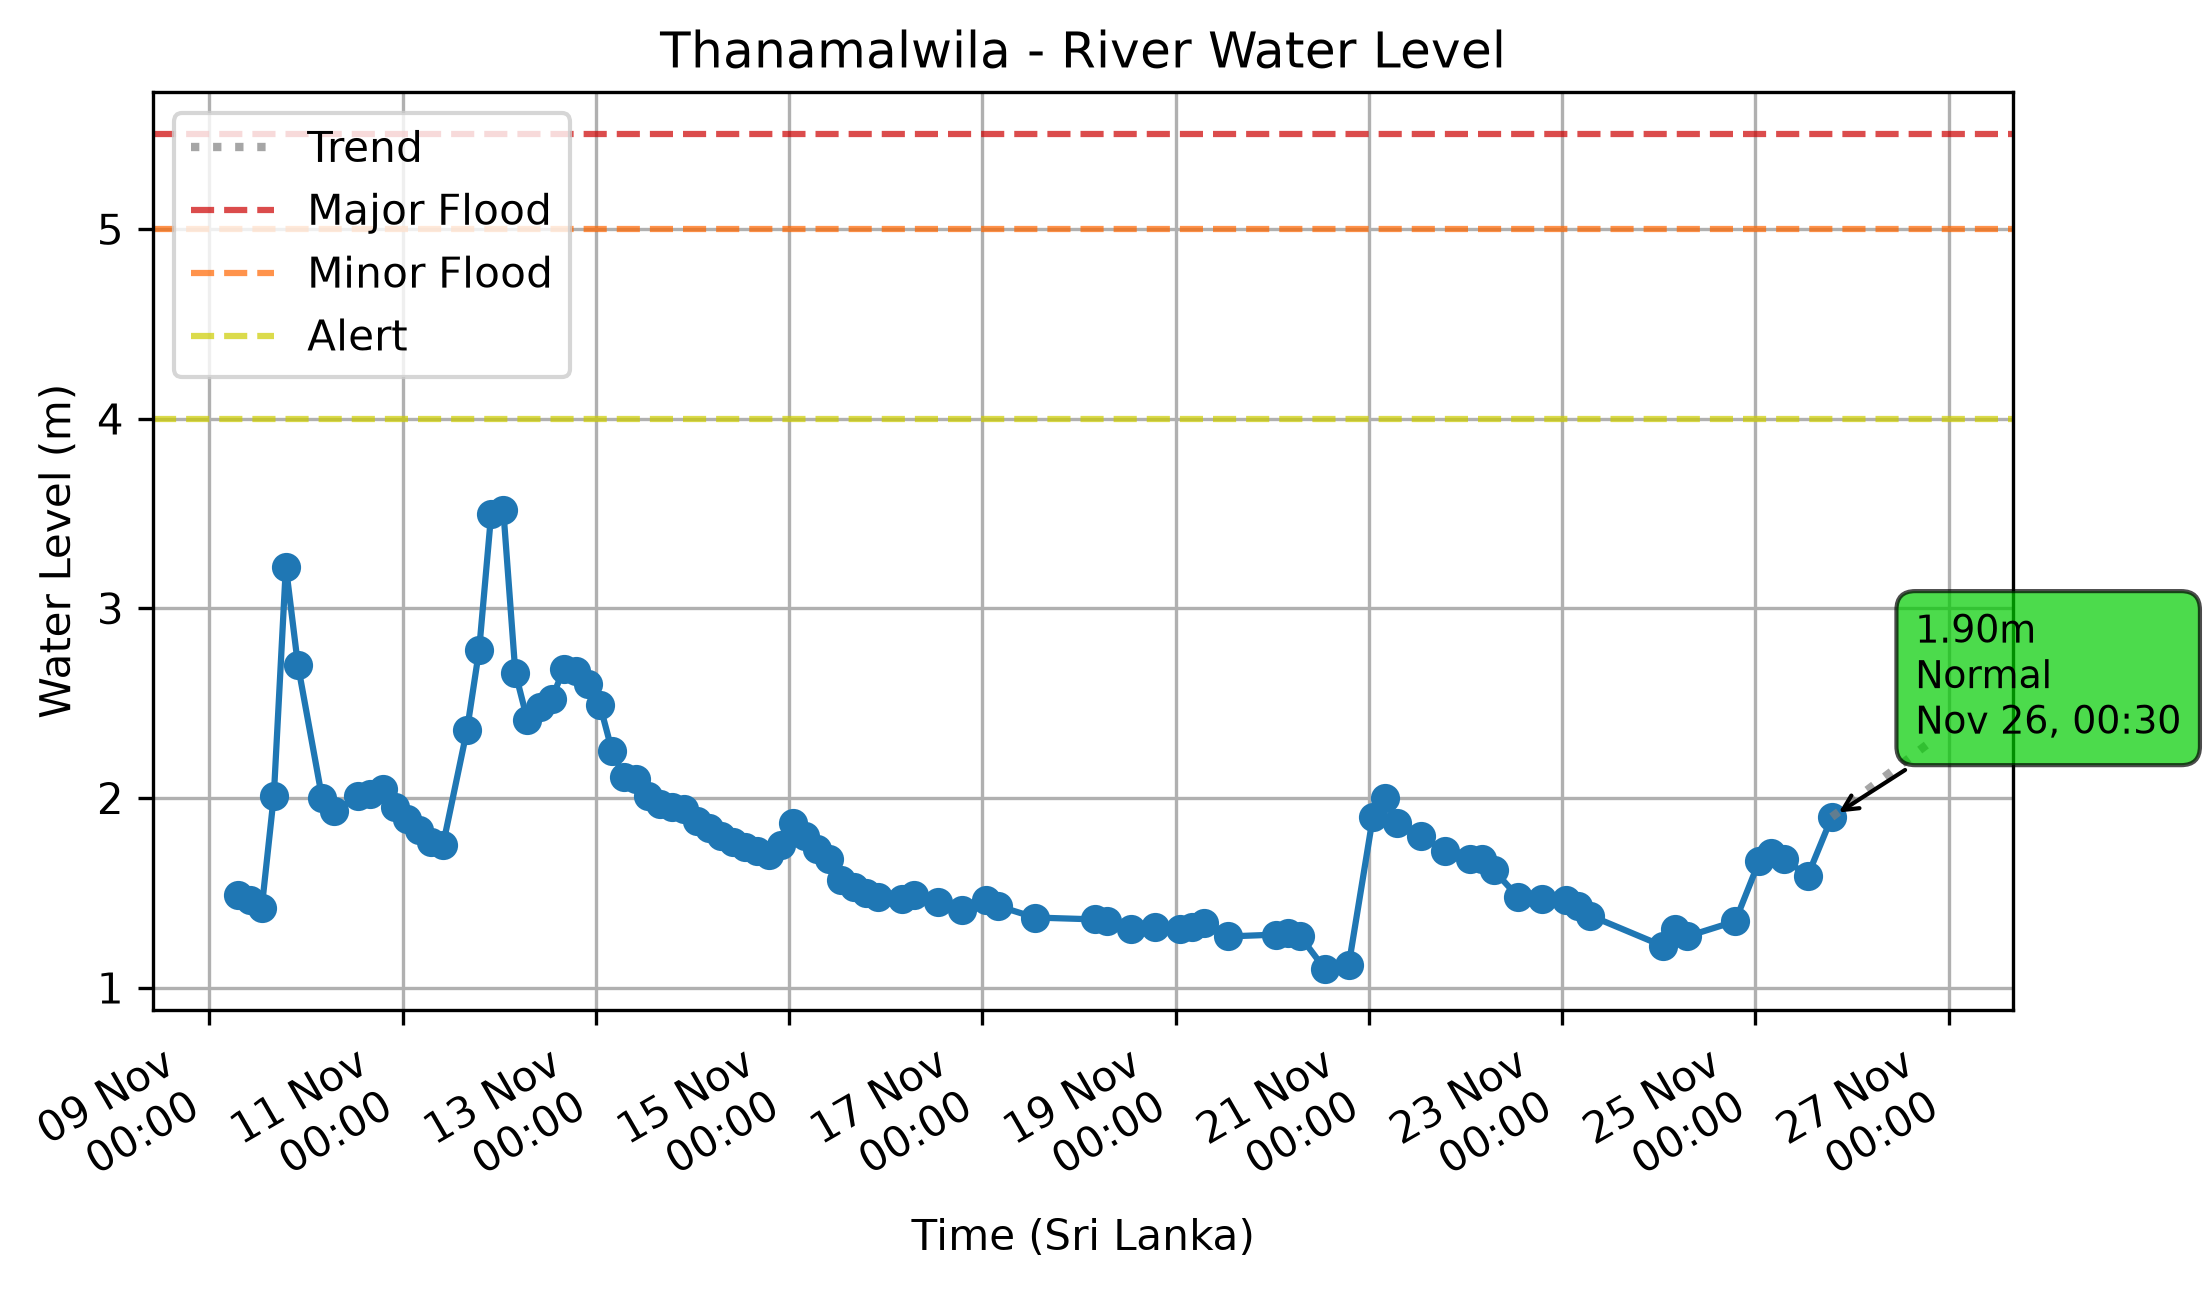 Thanamalwila - River Water Level
Trend
Major Flood
Minor Flood
Alert
Water Level (m)
5
4
3
2
1
1.90m
Normal
Nov 26, 00:30
09 Nov
00:00
11 Nov
00:00
13 Nov
00:00
15 Nov
00:00
17 Nov
00:00
19 Nov
00:00
21 Nov
00:00
23 Nov
00:00
25 Nov
00:00
27 Nov
00:00
Time (Sri Lanka)